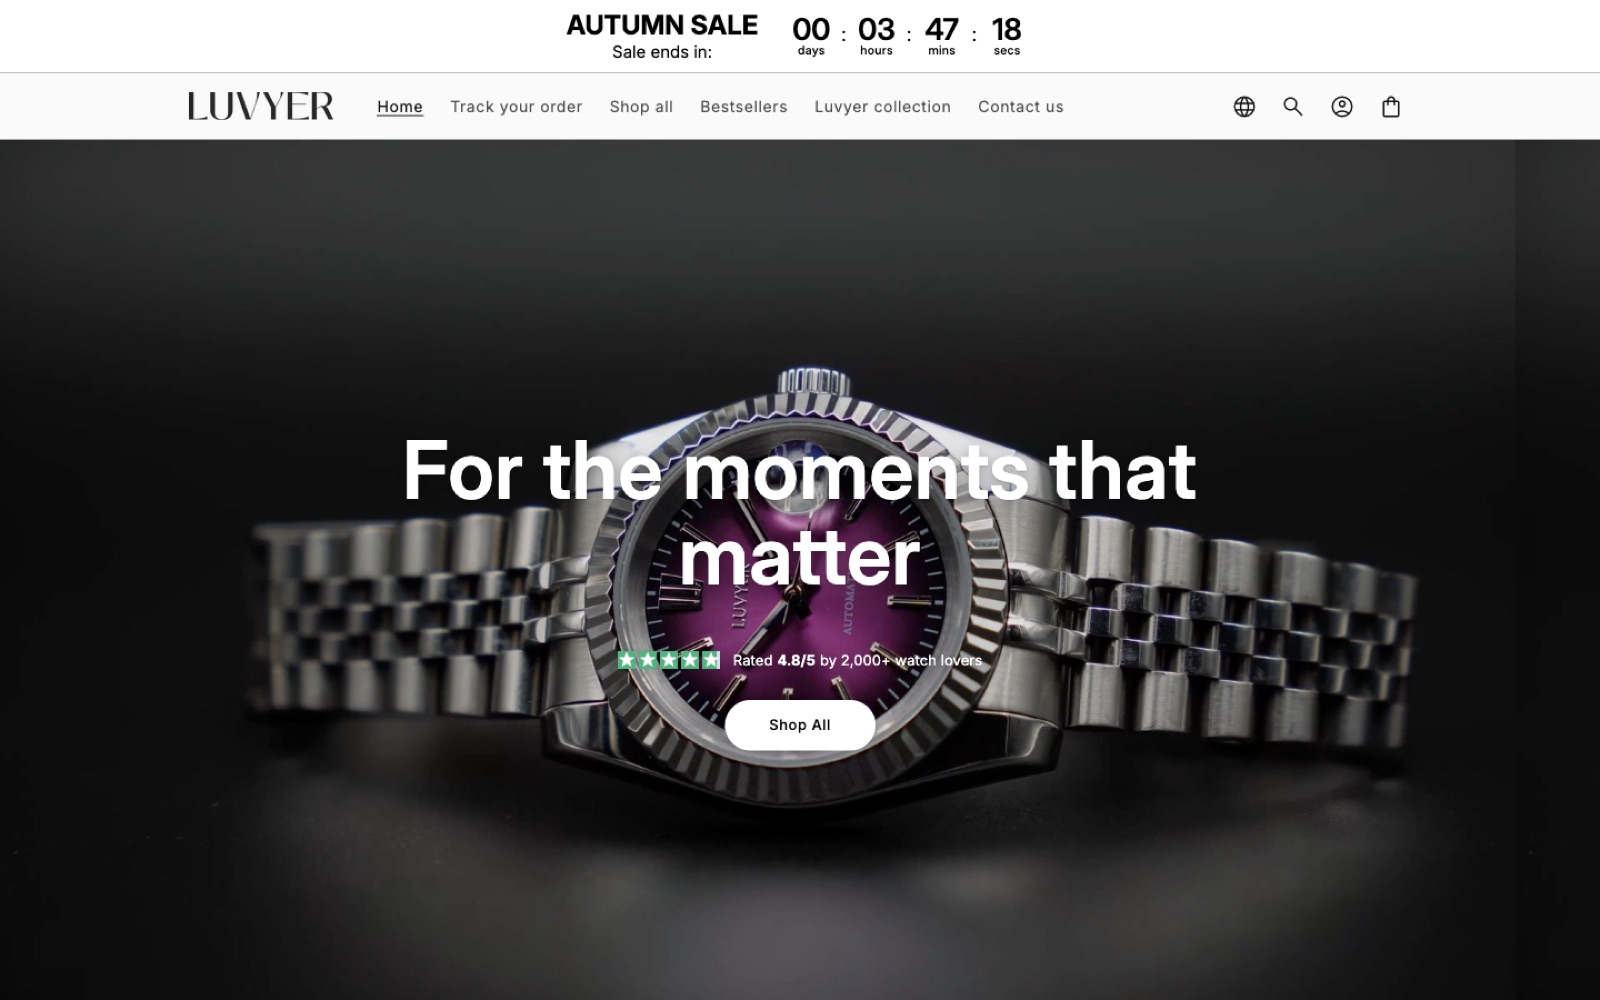 AUTUMN SALE
Sale ends in:
00 : 03 : 47 : 18
days hours mins secs
LUVYER
Home Track your order Shop all Bestsellers Luvyer collection Contact us
For the moments that
matter
LUVYER
AUTOMATIC
Rated 4.8/5 by 2,000+ watch lovers
Shop All